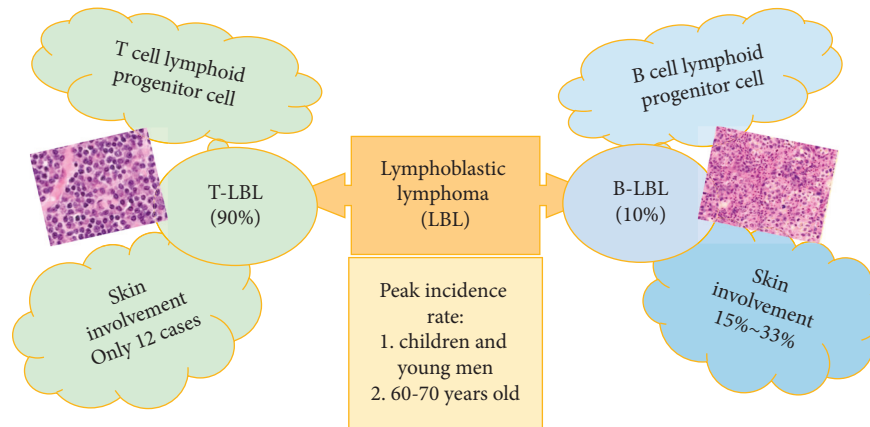 T cell lymphoid
progenitor cell
T-LBL
(90%)
Skin
involvement
Only 12 cases
Lymphoblastic
lymphoma
(LBL)
Peak incidence
rate:
1. children and
young men
2. 60-70 years old
B cell lymphoid
progenitor cell
B-LBL
(10%)
Skin
involvement
15%~33%